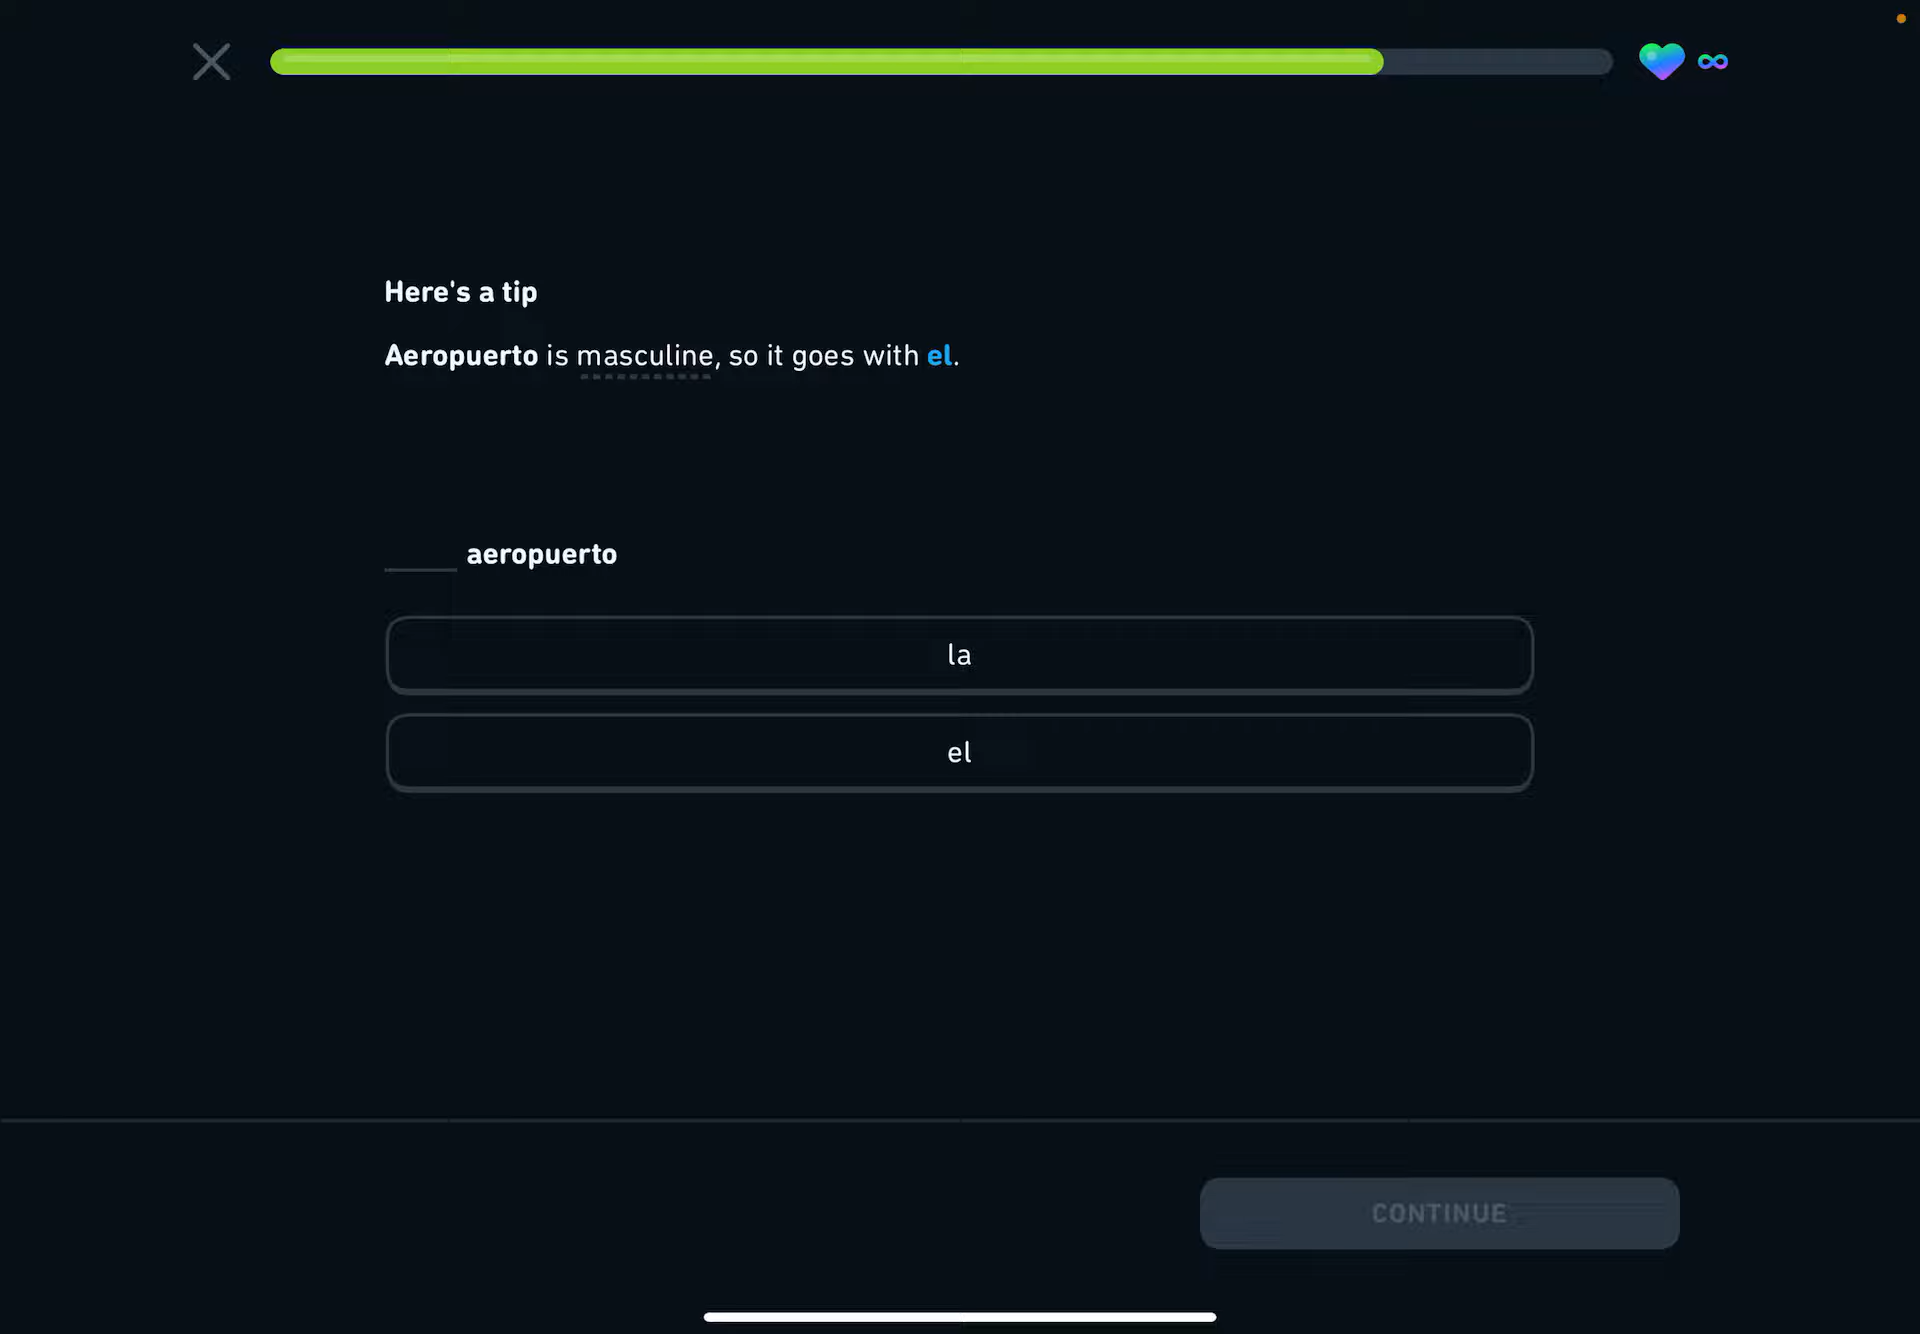 Here's a tip
Aeropuerto is masculine, so it goes with el.
aeropuerto
la
el
CONTINUE